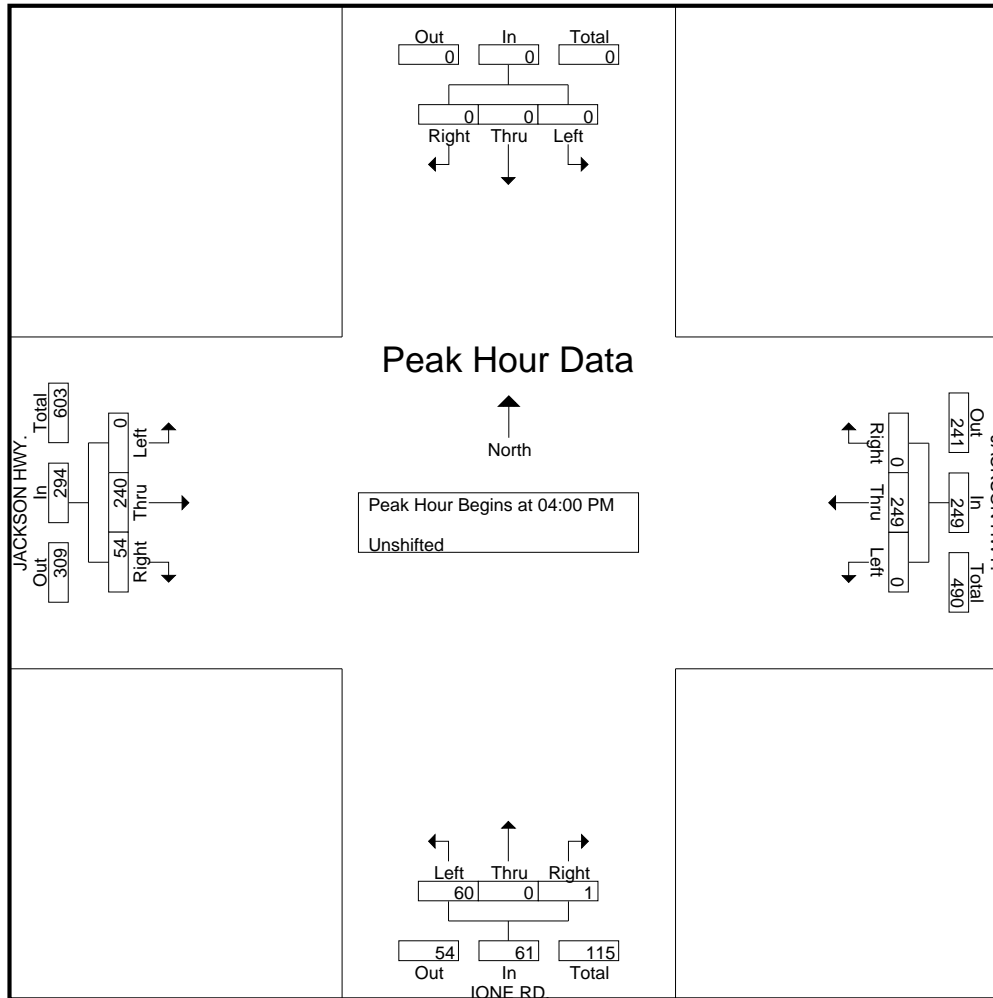 Out In Total
0 0 0
0 0 0
Right Thru Left
Peak Hour Data
North
Peak Hour Begins at 04:00 PM
Unshifted
JACKSON HWY.
Out In Total
309 294 603
54 240 0
Right Thru Left
Out In Total
241 249 490
0 249 0
Right Thru Left
Left Thru Right
60 0 1
54 61 115
Out In Total
IONE RD.